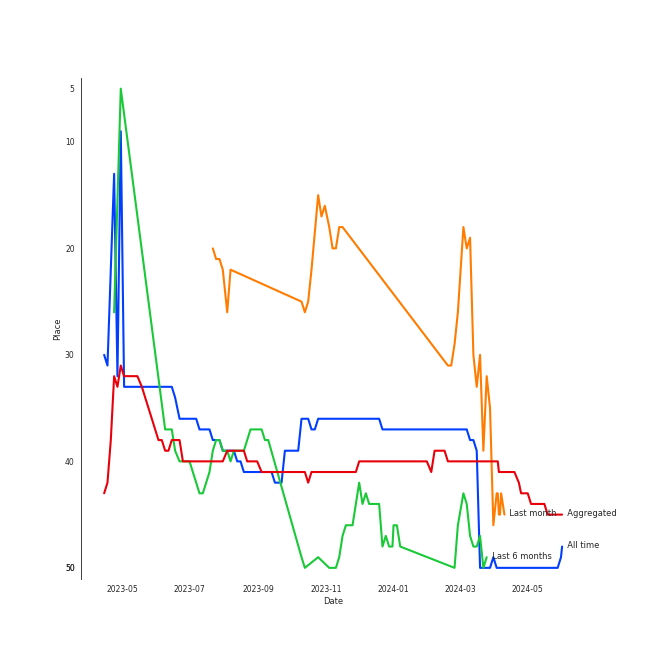 5
10
20
30
40
50
50
Place
2023-05 2023-07 2023-09 2023-11 2024-01 2024-03 2024-05
Date
Last month
Aggregated
All time
Last 6 months